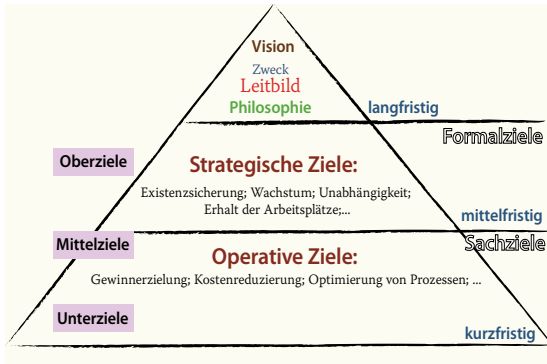 Vision
Zweck
Leitbild
Philosophie
langfristig
Formalziele
Oberziele
Strategische Ziele:
Existenzsicherung; Wachstum; Unabhängigkeit;
Erhalt der Arbeitsplätze;...
mittelfristig
Mittelziele
Sachziele
Operative Ziele:
Gewinnerzielung; Kostenreduzierung; Optimierung von Prozessen; ...
Unterziele
kurzfristig